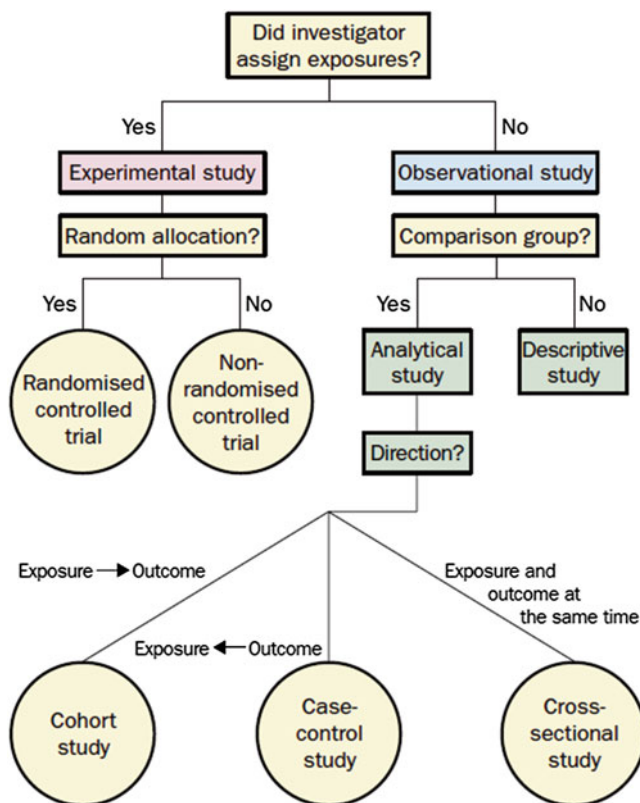 Did investigator
assign exposures?
Yes
No
Experimental study
Observational study
Random allocation?
Comparison group?
Yes
No
Yes
No
Randomised
controlled
trial
Non-
randomised
controlled
trial
Analytical
study
Descriptive
study
Direction?
Exposure → Outcome
Exposure and
outcome at
the same time
Exposure ← Outcome
Cohort
study
Case-
control
study
Cross-
sectional
study